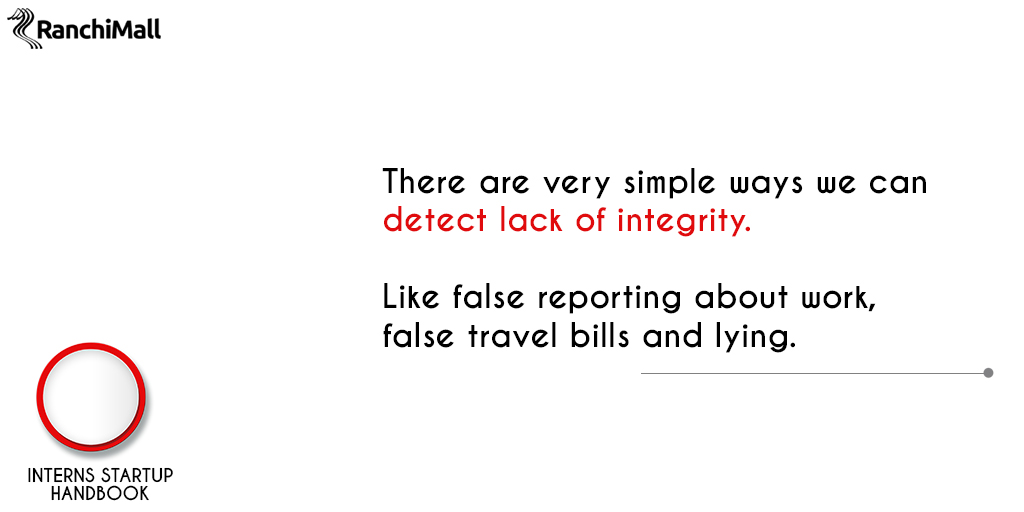 RanchiMall
There are very simple ways we can
detect lack of integrity.
Like false reporting about work,
false travel bills and lying.
INTERNS STARTUP
HANDBOOK